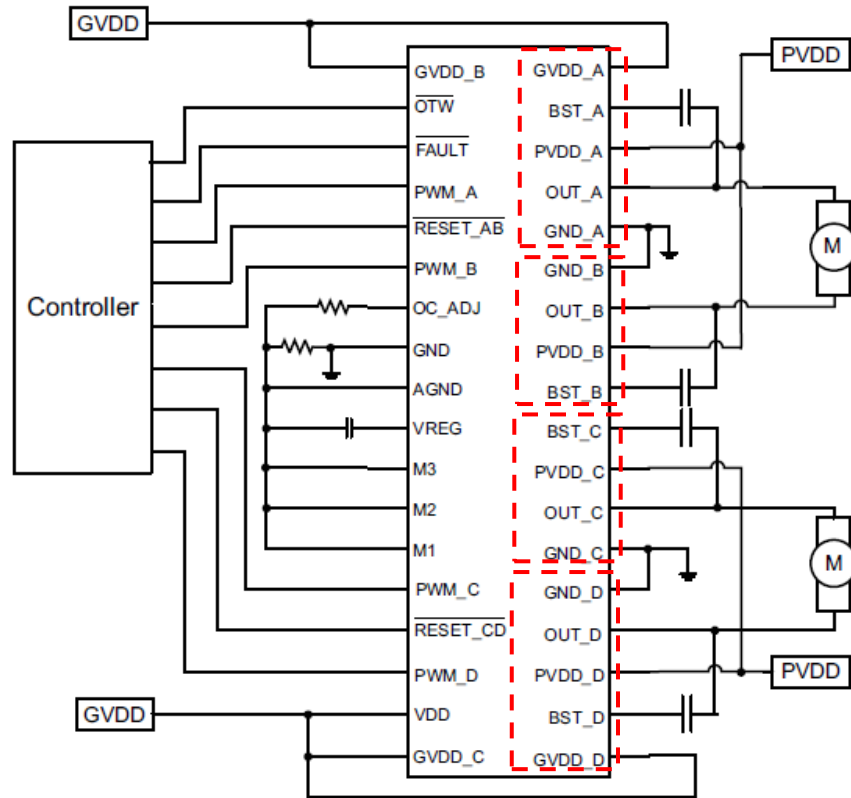 GVDD
PVDD
GVDD_B
GVDD_A
OTW
BST_A
FAULT
PVDD_A
PWM_A
OUT_A
RESET_AB
GND_A
M
PWM_B
GND_B
Controller
OC_ADJ
OUT_B
GND
PVDD_B
AGND
BST_B
VREG
BST_C
M3
PVDD_C
M2
OUT_C
M1
GND_C
M
PWM_C
GND_D
RESET_CD
OUT_D
PWM_D
PVDD_D
PVDD
GVDD
VDD
BST_D
GVDD_C
GVDD_D